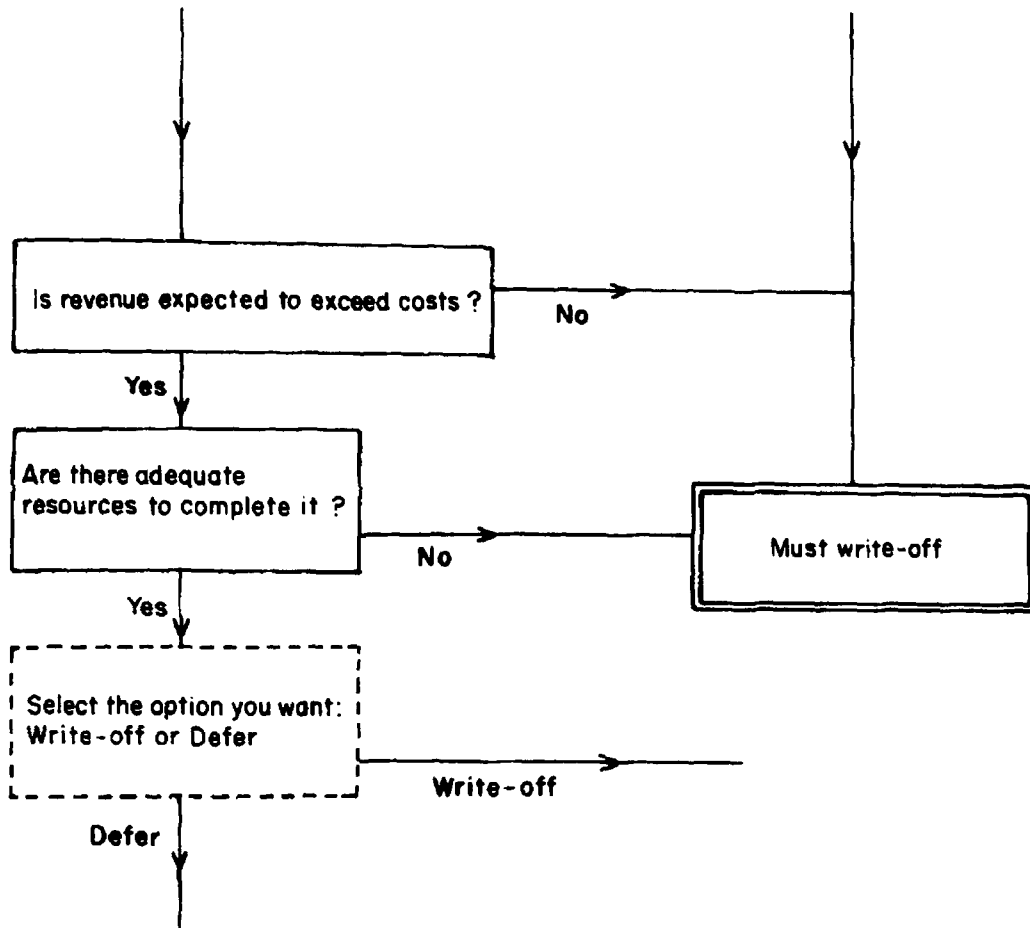 Is revenue expected to exceed costs ?
No
Yes
Are there adequate
resources to complete it ?
No
Must write-off
Yes
Select the option you want:
Write-off or Defer
Write-off
Defer